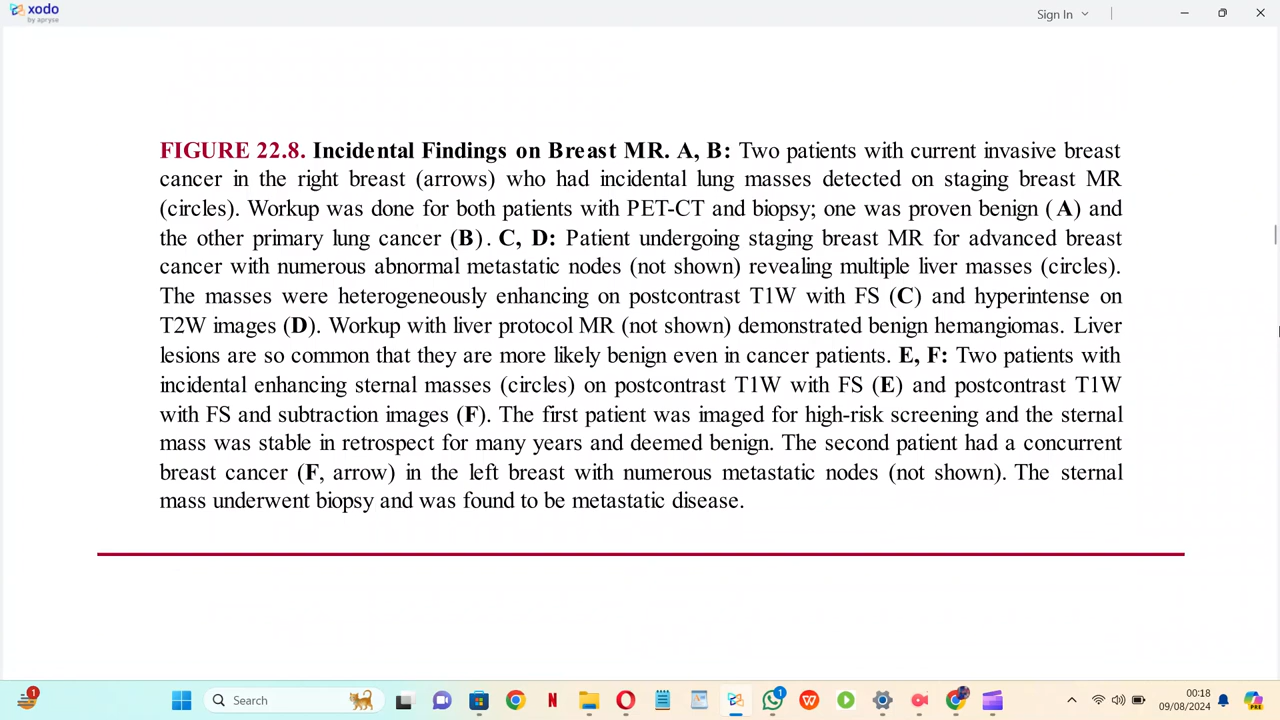 xodo
by apryse
Sign In
FIGURE 22.8. Incidental Findings on Breast MR. A, B: Two patients with current invasive breast
cancer in the right breast (arrows) who had incidental lung masses detected on staging breast MR
(circles). Workup was done for both patients with PET-CT and biopsy; one was proven benign (A) and
the other primary lung cancer (B). C, D: Patient undergoing staging breast MR for advanced breast
cancer with numerous abnormal metastatic nodes (not shown) revealing multiple liver masses (circles).
The masses were heterogeneously enhancing on postcontrast T1W with FS (C) and hyperintense on
T2W images (D). Workup with liver protocol MR (not shown) demonstrated benign hemangiomas. Liver
lesions are so common that they are more likely benign even in cancer patients. E, F: Two patients with
incidental enhancing sternal masses (circles) on postcontrast T1W with FS (E) and postcontrast T1W
with FS and subtraction images (F). The first patient was imaged for high-risk screening and the sternal
mass was stable in retrospect for many years and deemed benign. The second patient had a concurrent
breast cancer (F, arrow) in the left breast with numerous metastatic nodes (not shown). The sternal
mass underwent biopsy and was found to be metastatic disease.
1
Search
N
1
W
00:18
09/08/2024
PRE